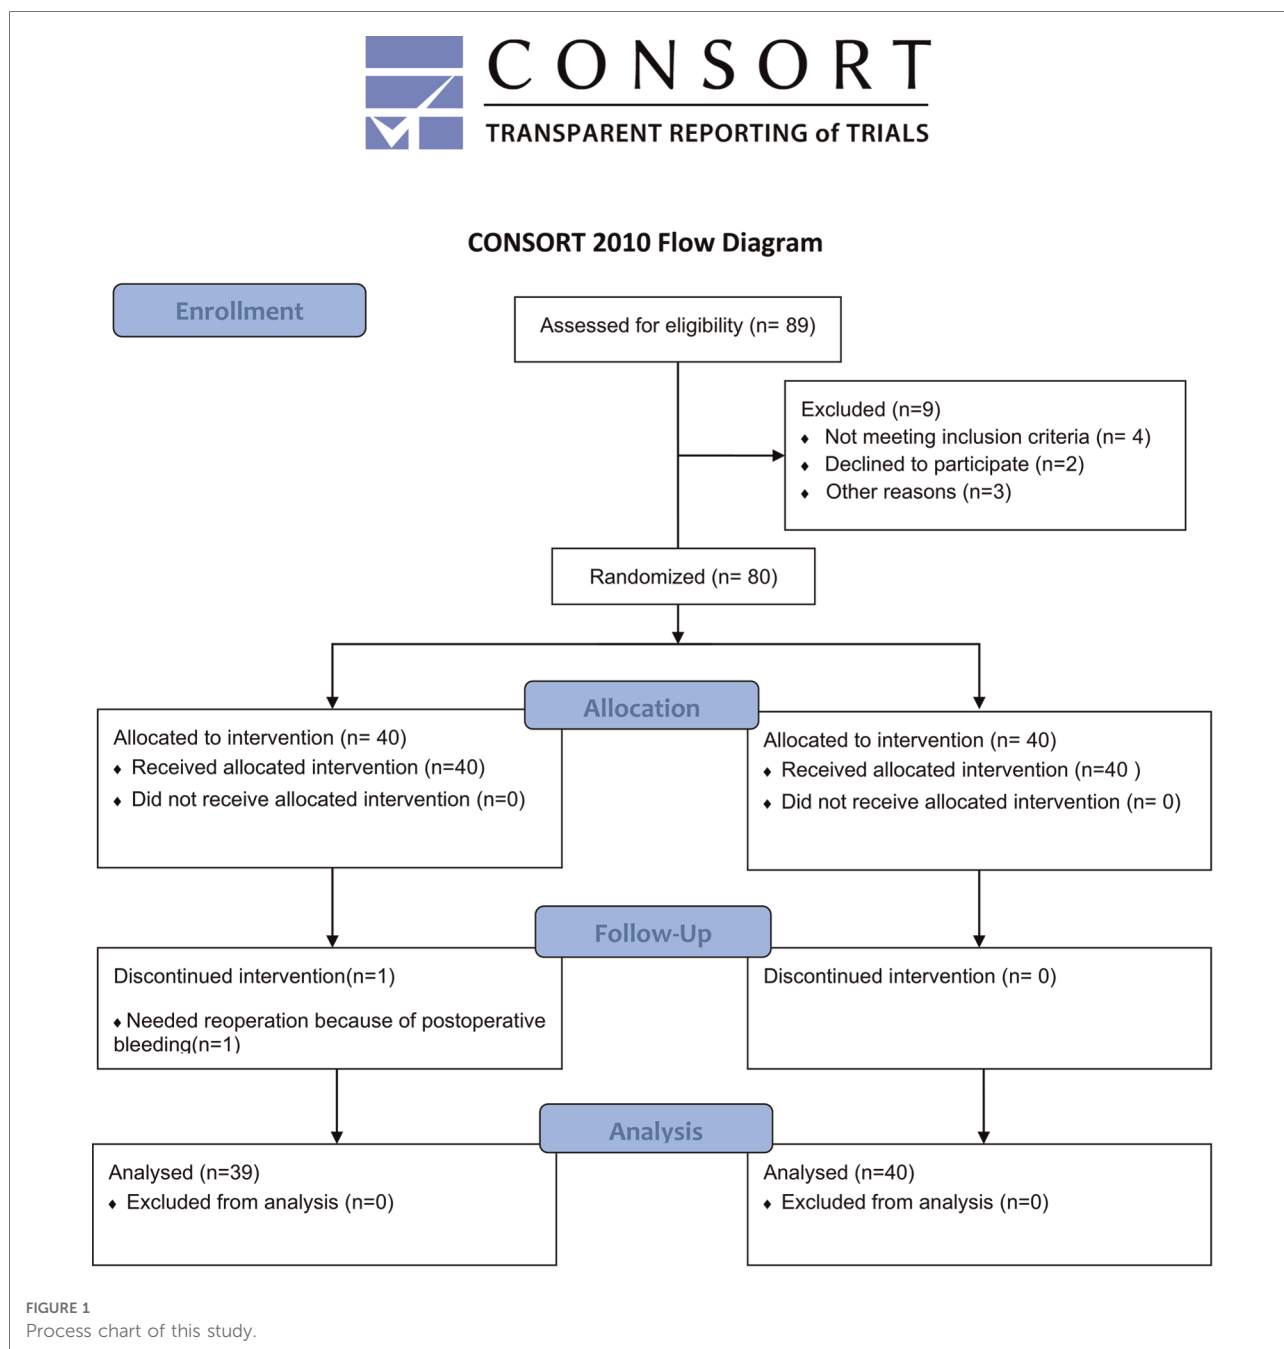 CONSORT
TRANSPARENT REPORTING of TRIALS
CONSORT 2010 Flow Diagram
Enrollment
Assessed for eligibility (n= 89)
Excluded (n=9)
♦ Not meeting inclusion criteria (n= 4)
♦ Declined to participate (n=2)
♦ Other reasons (n=3)
Randomized (n= 80)
Allocation
Allocated to intervention (n= 40)
♦ Received allocated intervention (n=40)
♦ Did not receive allocated intervention (n=0)
Allocated to intervention (n= 40)
♦ Received allocated intervention (n=40 )
♦ Did not receive allocated intervention (n= 0)
Follow-Up
Discontinued intervention(n=1)
♦ Needed reoperation because of postoperative
bleeding(n=1)
Discontinued intervention (n= 0)
Analysis
Analysed (n=39)
♦ Excluded from analysis (n=0)
Analysed (n=40)
♦ Excluded from analysis (n=0)
FIGURE 1
Process chart of this study.